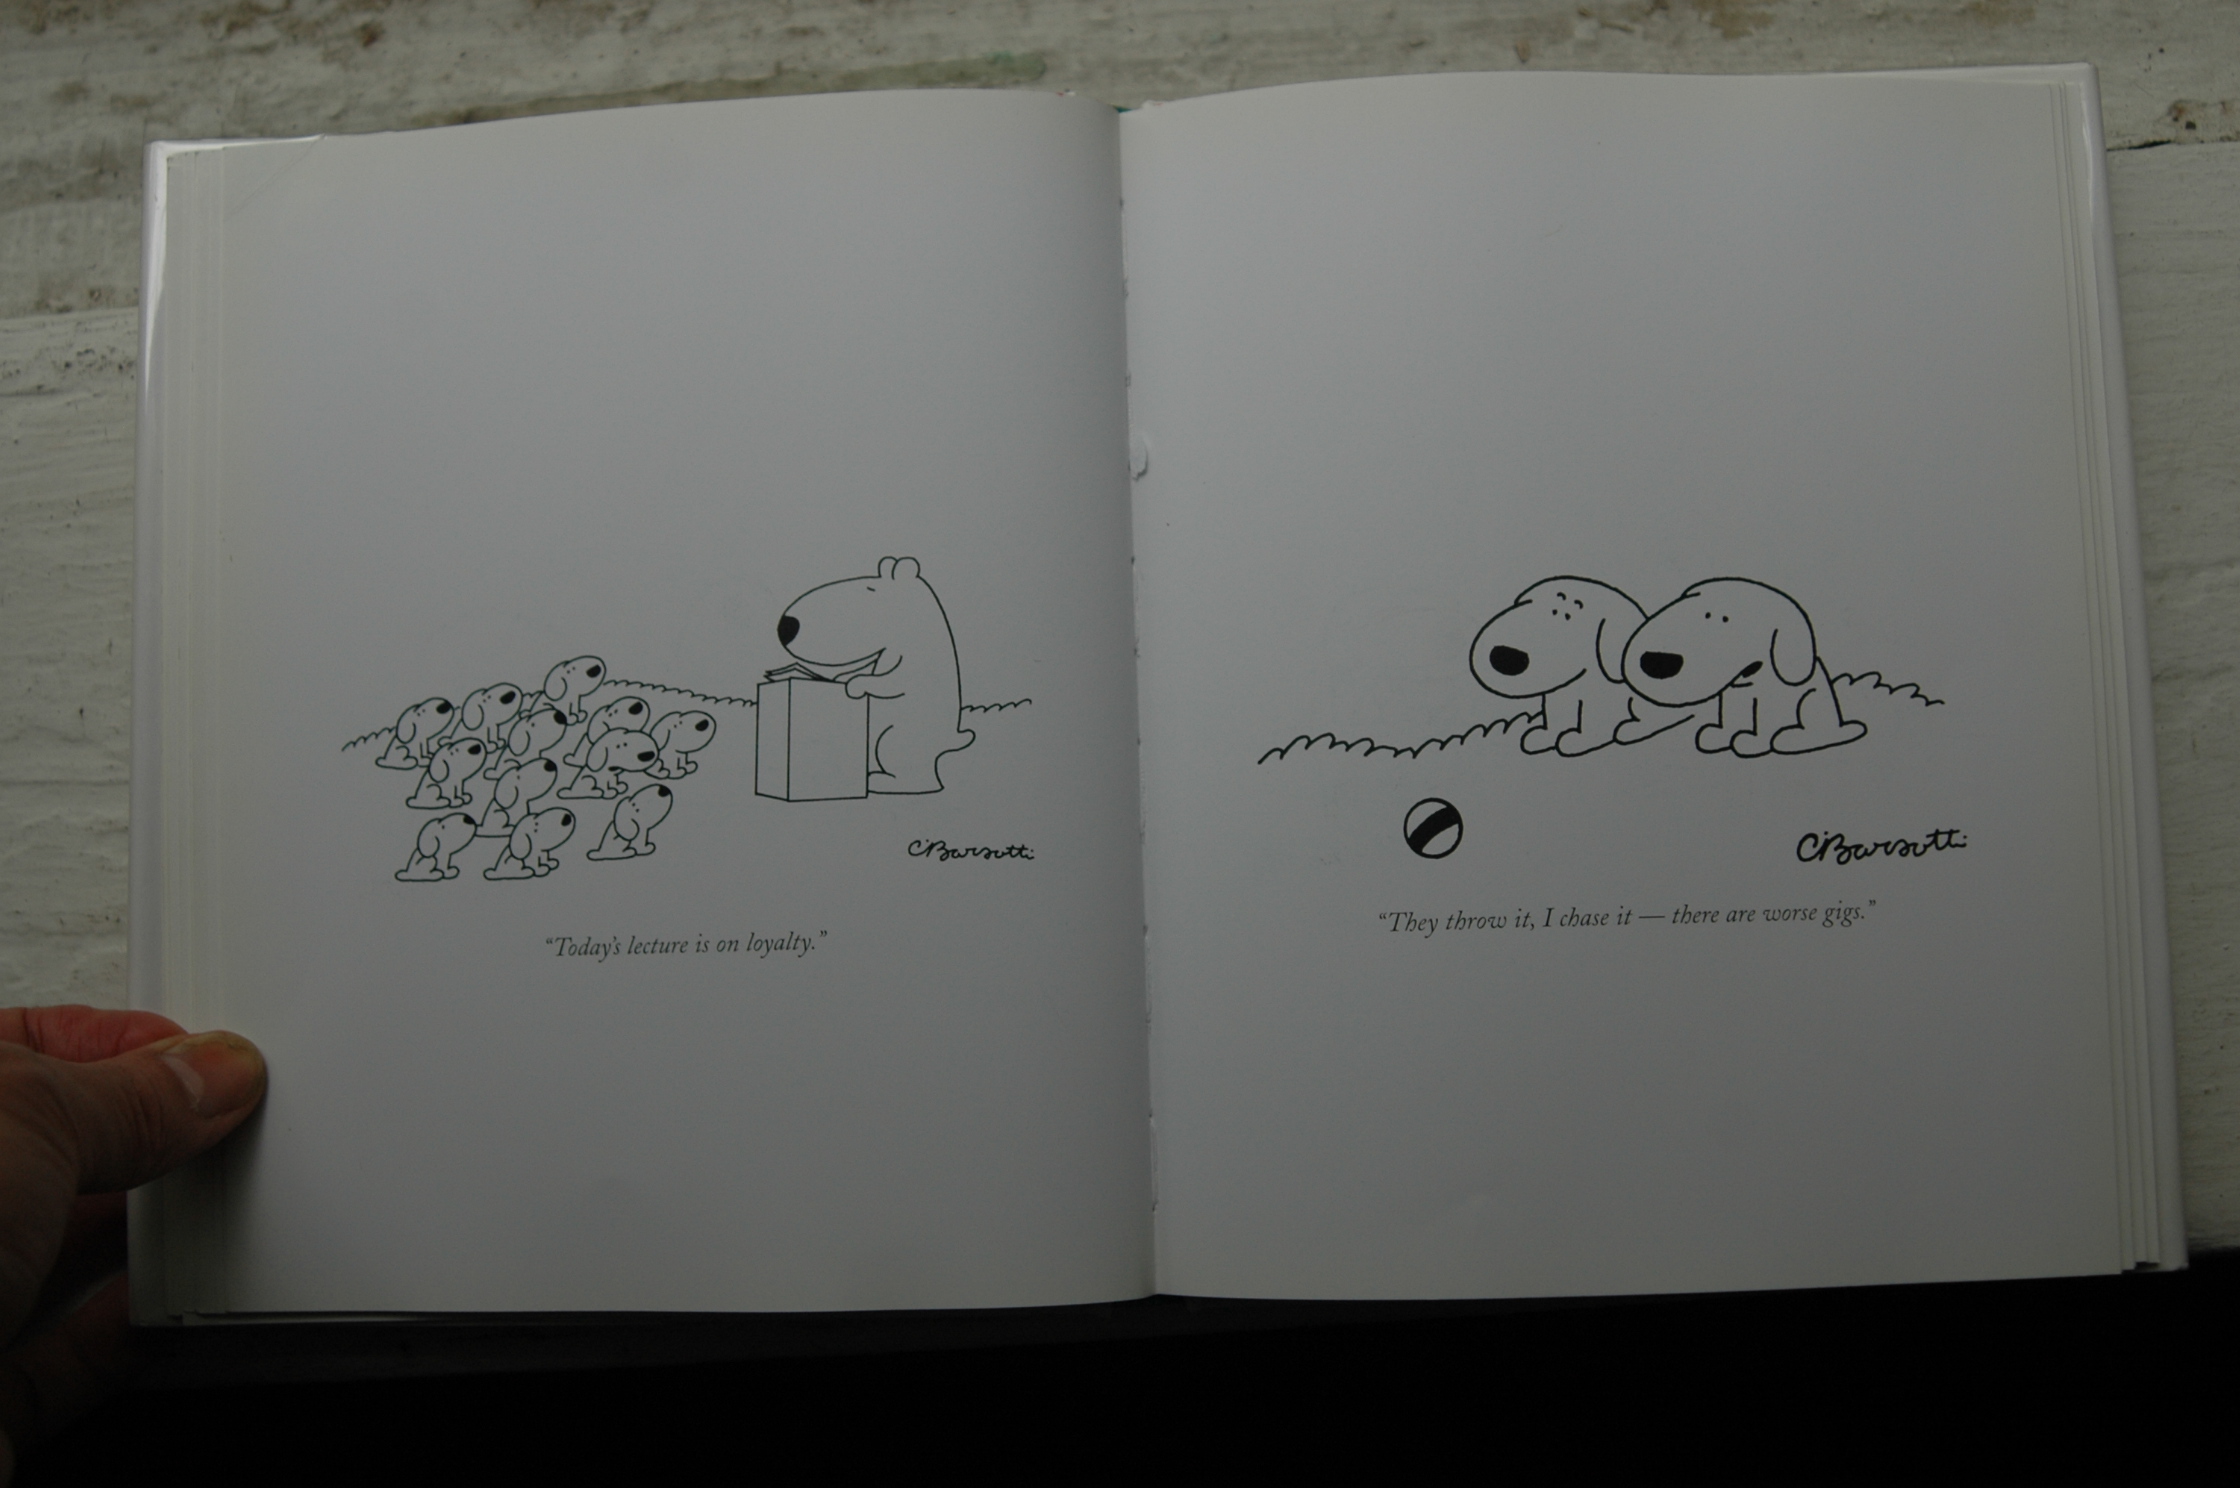 CBarsotti
“Today's lecture is on loyalty.”
CBarsotti
“They throw it, I chase it — there are worse gigs.”